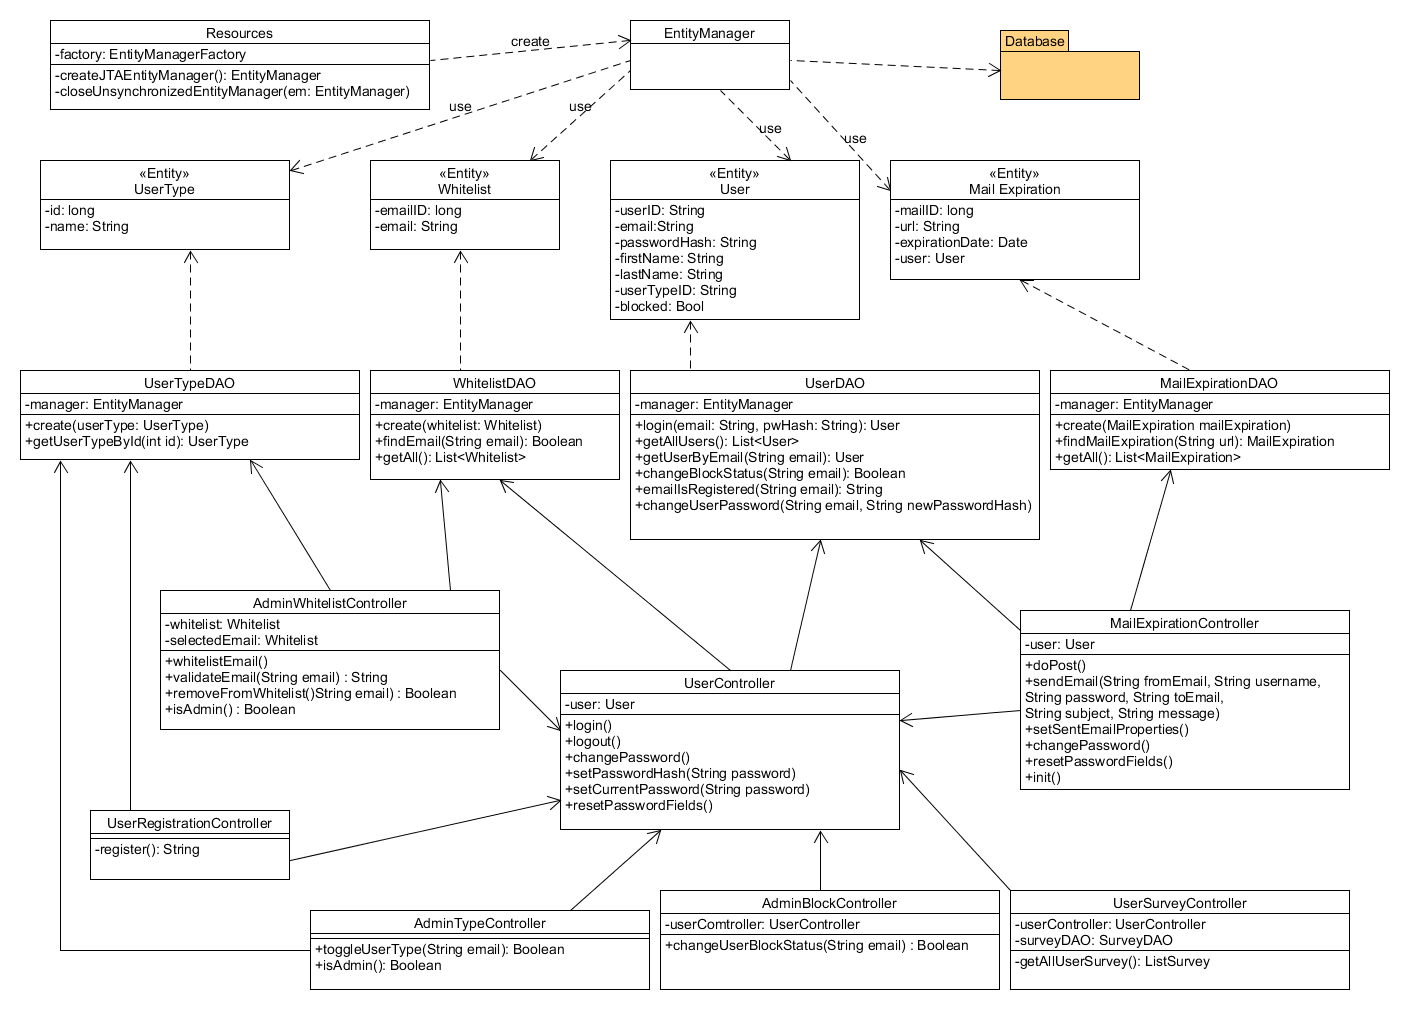 Resources
-factory: EntityManagerFactory
-createJTAEntityManager(): EntityManager
-closeUnsynchronizedEntityManager(em: EntityManager)
create
EntityManager
Database
use
use
use
use
«Entity»
UserType
-id: long
-name: String
«Entity»
Whitelist
-emailID: long
-email: String
«Entity»
User
-userID: String
-email:String
-passwordHash: String
-firstName: String
-lastName: String
-userTypeID: String
-blocked: Bool
«Entity»
Mail Expiration
-mailID: long
-url: String
-expirationDate: Date
-user: User
UserTypeDAO
-manager: EntityManager
+create(userType: UserType)
+getUserTypeById(int id): UserType
WhitelistDAO
-manager: EntityManager
+create(whitelist: Whitelist)
+findEmail(String email): Boolean
+getAll(): List<Whitelist>
UserDAO
-manager: EntityManager
+login(email: String, pwHash: String): User
+getAllUsers(): List<User>
+getUserByEmail(String email): User
+changeBlockStatus(String email): Boolean
+emailIsRegistered(String email): String
+changeUserPassword(String email, String newPasswordHash)
MailExpirationDAO
-manager: EntityManager
+create(MailExpiration mailExpiration)
+findMailExpiration(String url): MailExpiration
+getAll(): List<MailExpiration>
AdminWhitelistController
-whitelist: Whitelist
-selectedEmail: Whitelist
+whitelistEmail()
+validateEmail(String email) : String
+removeFromWhitelist()String email) : Boolean
+isAdmin() : Boolean
UserController
-user: User
+login()
+logout()
+changePassword()
+setPasswordHash(String password)
+setCurrentPassword(String password)
+resetPasswordFields()
MailExpirationController
-user: User
+doPost()
+sendEmail(String fromEmail, String username,
String password, String toEmail,
String subject, String message)
+setSentEmailProperties()
+changePassword()
+resetPasswordFields()
+init()
UserRegistrationController
-register(): String
AdminTypeController
+toggleUserType(String email): Boolean
+isAdmin(): Boolean
AdminBlockController
-userComtroller: UserController
+changeUserBlockStatus(String email) : Boolean
UserSurveyController
-userController: UserController
-surveyDAO: SurveyDAO
-getAllUserSurvey(): ListSurvey